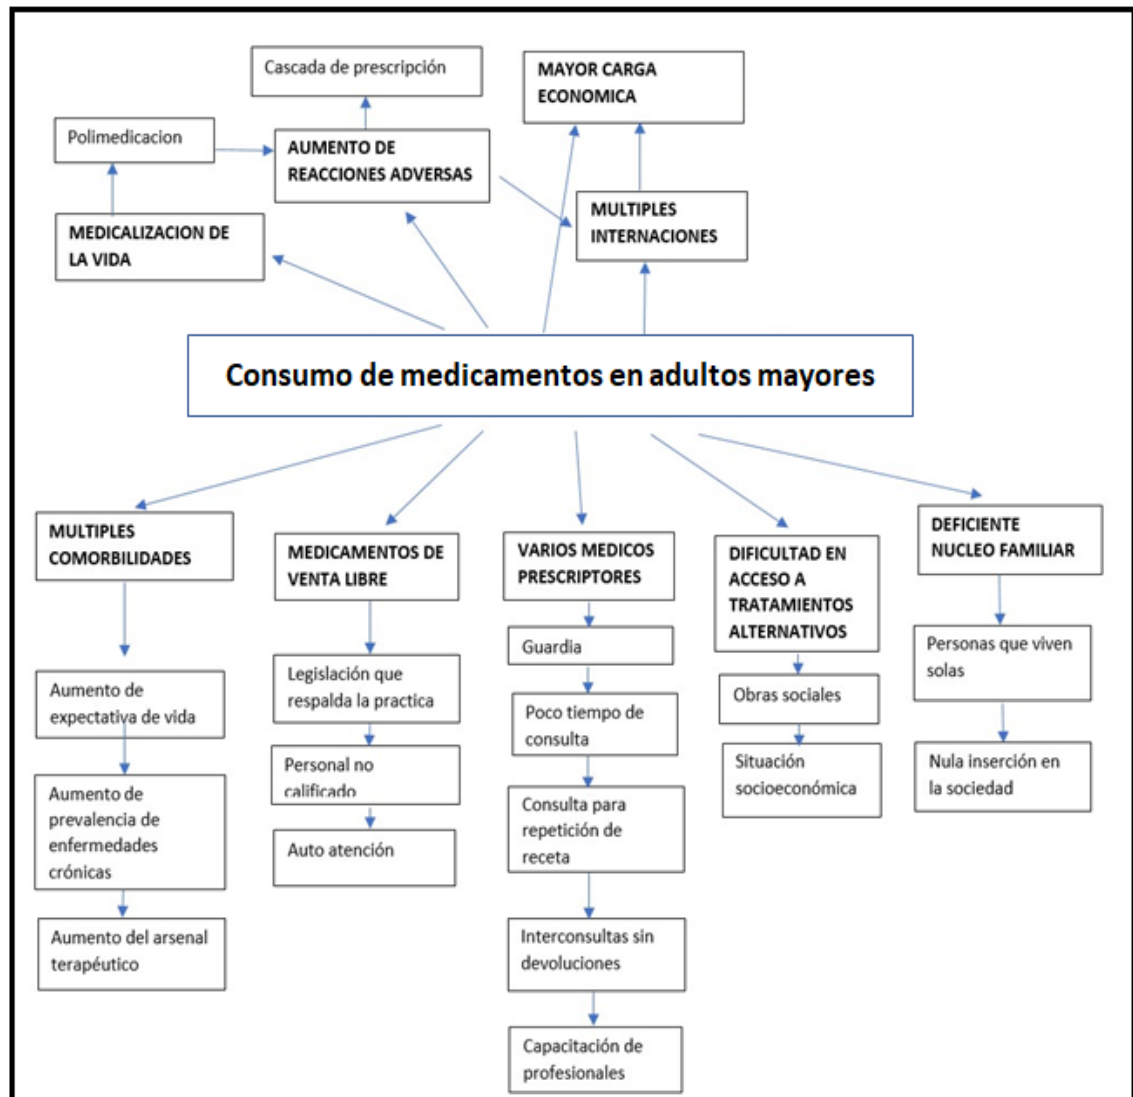 Cascada de prescripción
MAYOR CARGA
ECONOMICA
Polimedicacion
AUMENTO DE
REACCIONES ADVERSAS
MULTIPLES
INTERNACIONES
MEDICALIZACION DE
LA VIDA
Consumo de medicamentos en adultos mayores
MULTIPLES
COMORBILIDADES
Aumento de
expectativa de vida
Aumento de
prevalencia de
enfermedades
crónicas
Aumento del arsenal
terapéutico
MEDICAMENTOS DE
VENTA LIBRE
Legislación que
respalda la practica
Personal no
calificado
Auto atención
VARIOS MEDICOS
PRESCRIPTORES
Guardia
Poco tiempo de
consulta
Consulta para
repetición de
receta
Interconsultas sin
devoluciones
Capacitación de
profesionales
DIFICULTAD EN
ACCESO A
TRATAMIENTOS
ALTERNATIVOS
Obras sociales
Situación
socioeconómica
DEFICIENTE
NUCLEO FAMILIAR
Personas que viven
solas
Nula inserción en
la sociedad